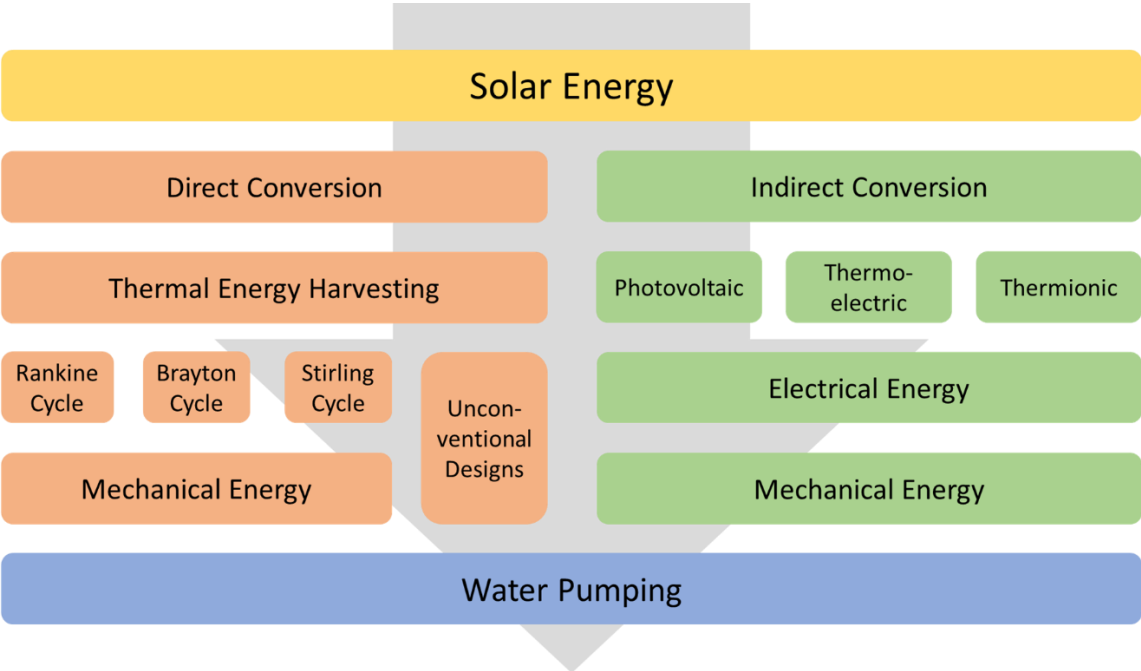 Solar Energy
Direct Conversion
Indirect Conversion
Thermal Energy Harvesting
Photovoltaic
Thermo-
electric
Thermionic
Rankine
Cycle
Brayton
Cycle
Stirling
Cycle
Uncon-
ventional
Designs
Electrical Energy
Mechanical Energy
Mechanical Energy
Water Pumping